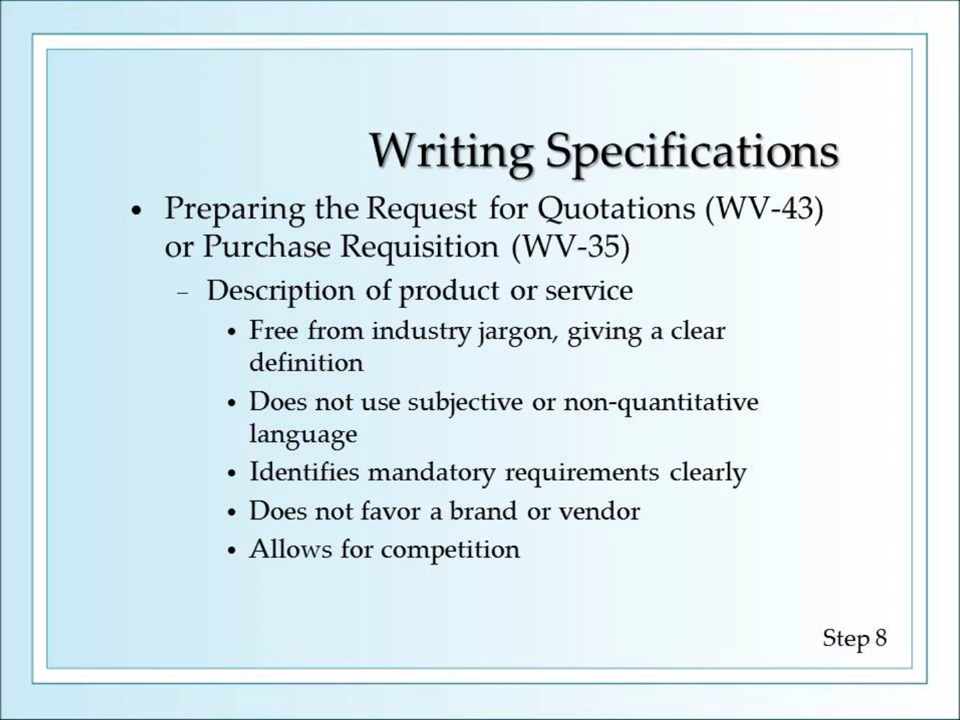 Writing Specifications
• Preparing the Request for Quotations (WV-43)
or Purchase Requisition (WV-35)
– Description of product or service
• Free from industry jargon, giving a clear
definition
• Does not use subjective or non-quantitative
language
• Identifies mandatory requirements clearly
• Does not favor a brand or vendor
• Allows for competition
Step 8